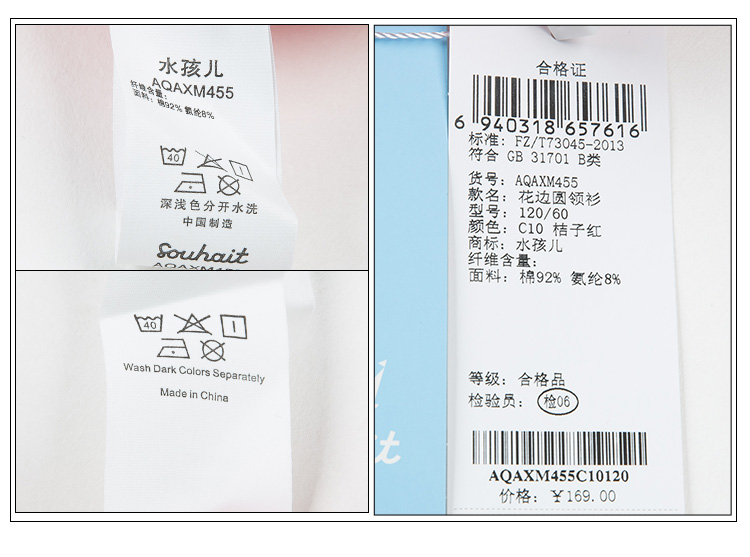 水孩儿
AQAXM455
纤维含量:
面料: 棉92% 氨纶8%
40
深浅色分开水洗
中国制造
Souhait
AQAXM45
40
Wash Dark Colors Separately
Made in China
合格证
6 940318 657616
标准: FZ/T73045-2013
符合 GB 31701 B类
货号: AQAXM455
款名: 花边圆领衫
型号: 120/60
颜色: C10 桔子红
商标: 水孩儿
纤维含量:
面料: 棉92% 氨纶8%
等级: 合格品
检验员: 检06
AQAXM455C10120
价格: ￥169.00